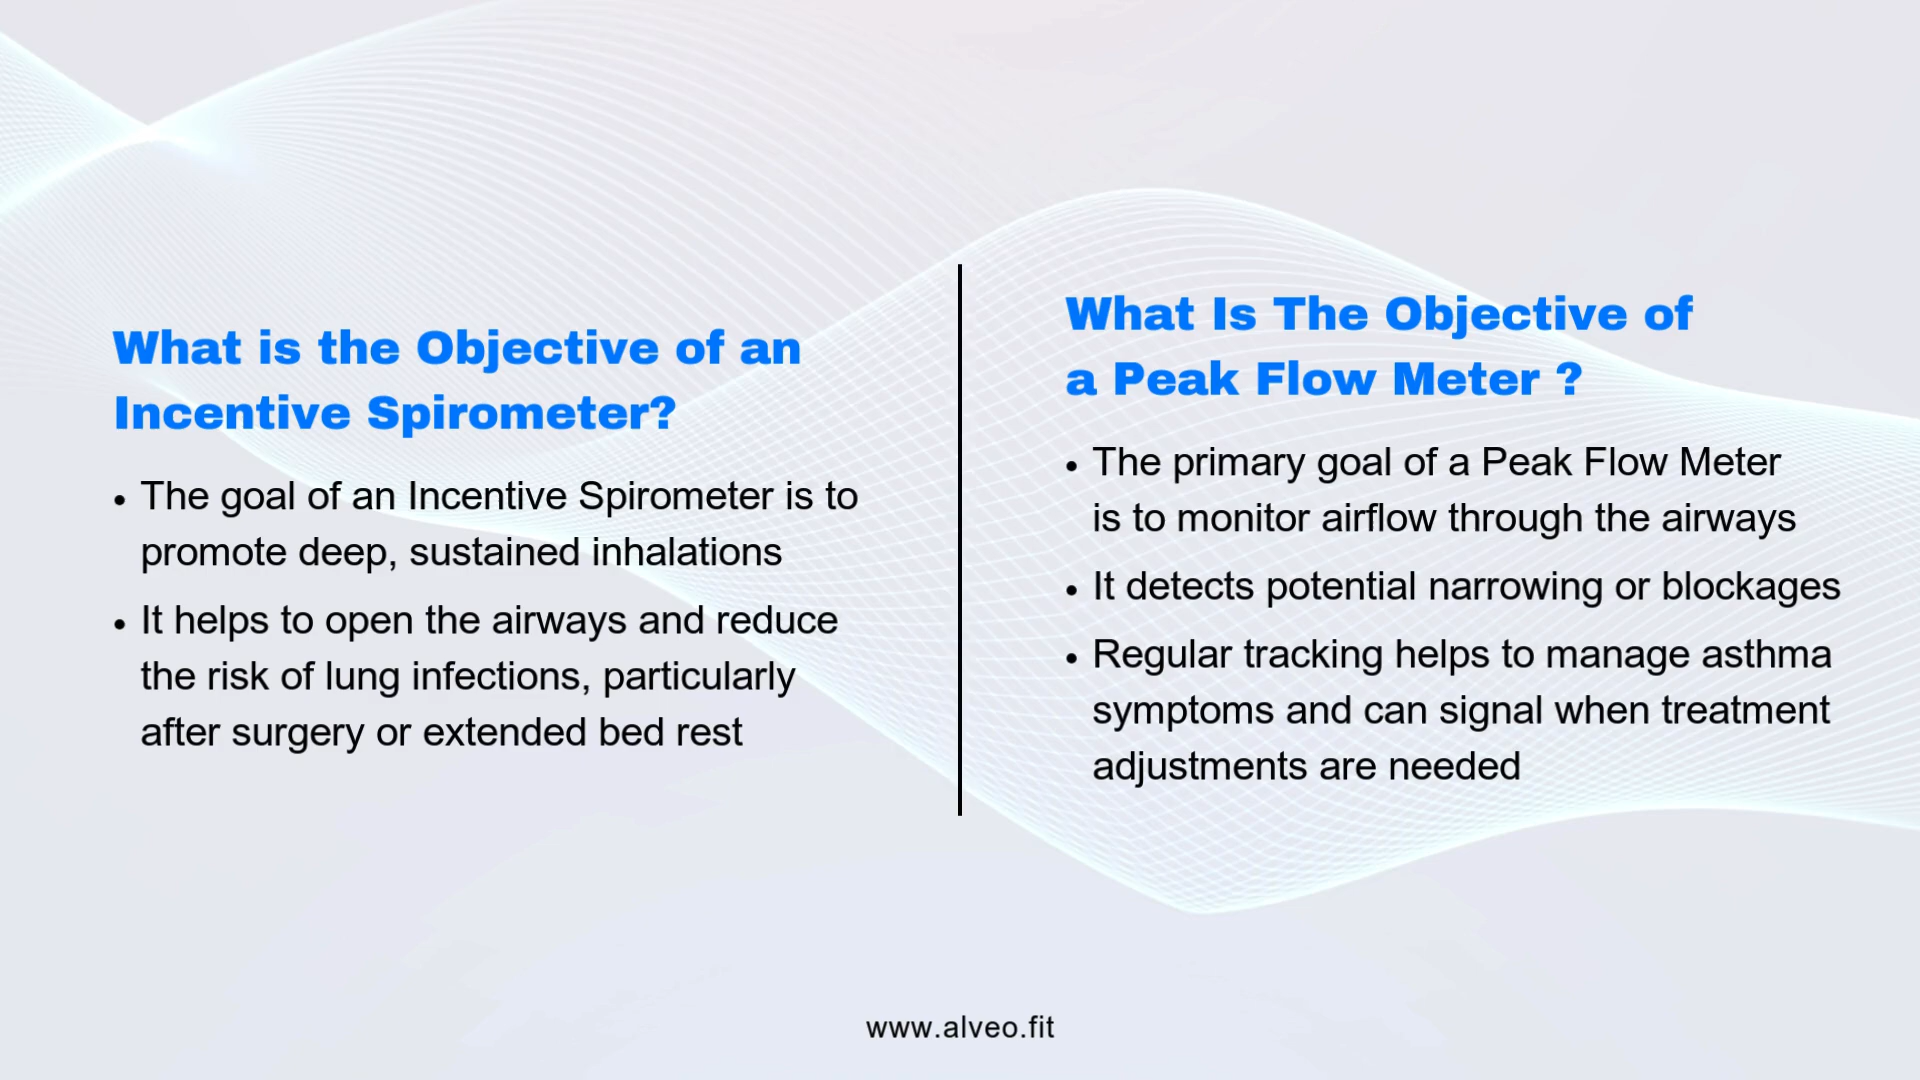 What is the Objective of an
Incentive Spirometer?
• The goal of an Incentive Spirometer is to
promote deep, sustained inhalations
• It helps to open the airways and reduce
the risk of lung infections, particularly
after surgery or extended bed rest
What Is The Objective of
a Peak Flow Meter ?
• The primary goal of a Peak Flow Meter
is to monitor airflow through the airways
• It detects potential narrowing or blockages
• Regular tracking helps to manage asthma
symptoms and can signal when treatment
adjustments are needed
www.alveo.fit